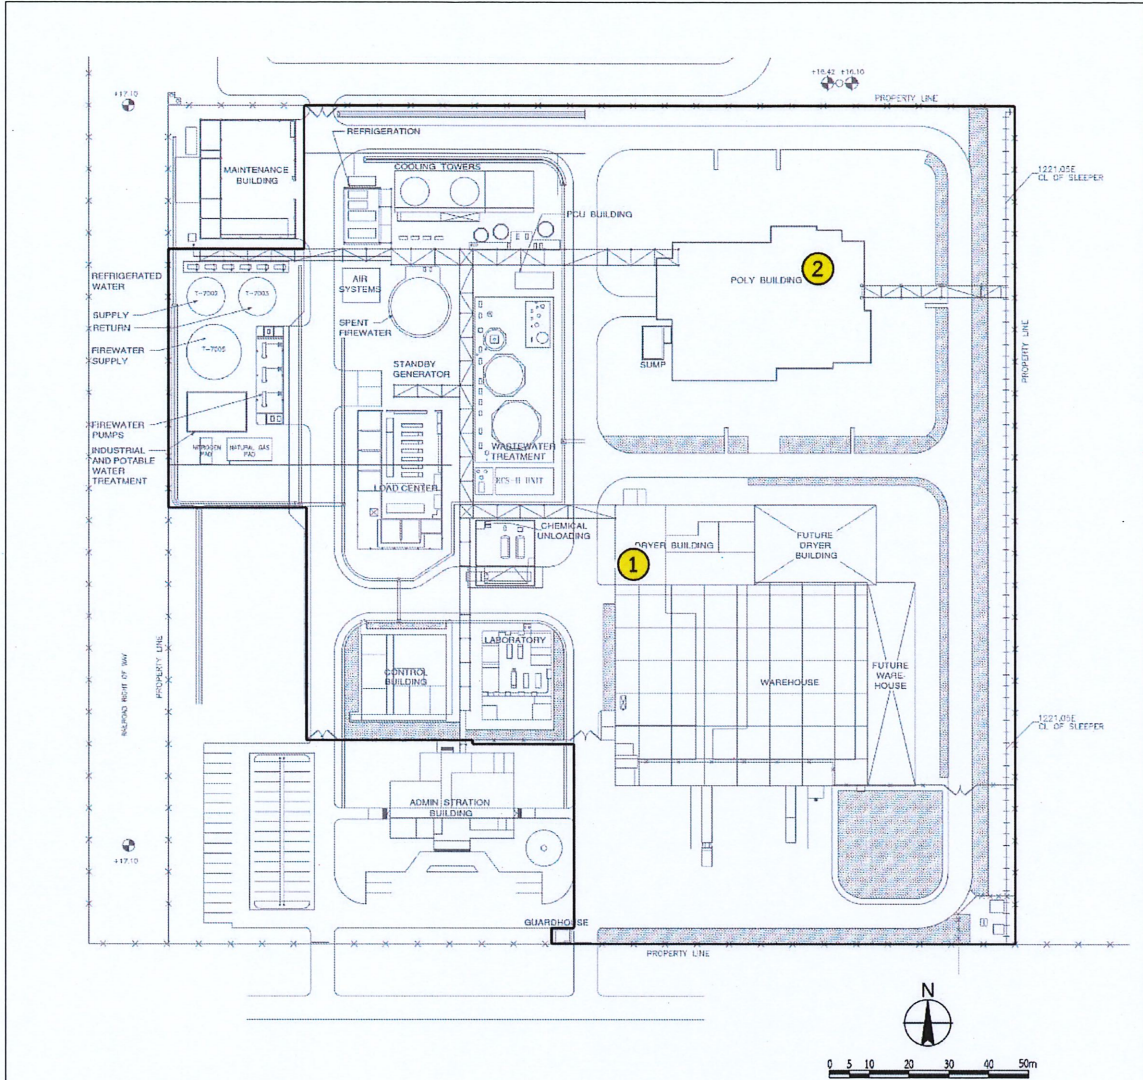 +17.10
+16.42 +16.10
PROPERTY LINE
REFRIGERATION
MAINTENANCE
BUILDING
COOLING TOWERS
1221.05E
CL OF SLEEPER
PCU BUILDING
REFRIGERATED
WATER
SUPPLY
RETURN
FIREWATER
SUPPLY
T-7003
T-7003
T-7005
AIR
SYSTEMS
SPENT
FIREWATER
POLY BUILDING
2
SUMP
PROPERTY LINE
STANDBY
GENERATOR
FIREWATER
PUMPS
INDUSTRIAL
AND POTABLE
WATER
TREATMENT
NITROGEN
PAD
NATURAL GAS
PAD
WASTEWATER
TREATMENT
LOAD CENTER
CHEMICAL
UNLOADING
DRYER BUILDING
1
FUTURE
DRYER
BUILDING
LABORATORY
CONTROL
BUILDING
WAREHOUSE
FUTURE
WARE-
HOUSE
RAILROAD RIGHT OF WAY
PROPERTY LINE
1221.05E
CL OF SLEEPER
ADMINISTRATION
BUILDING
+17.10
GUARDHOUSE
PROPERTY LINE
N
0 5 10 20 30 40 50m